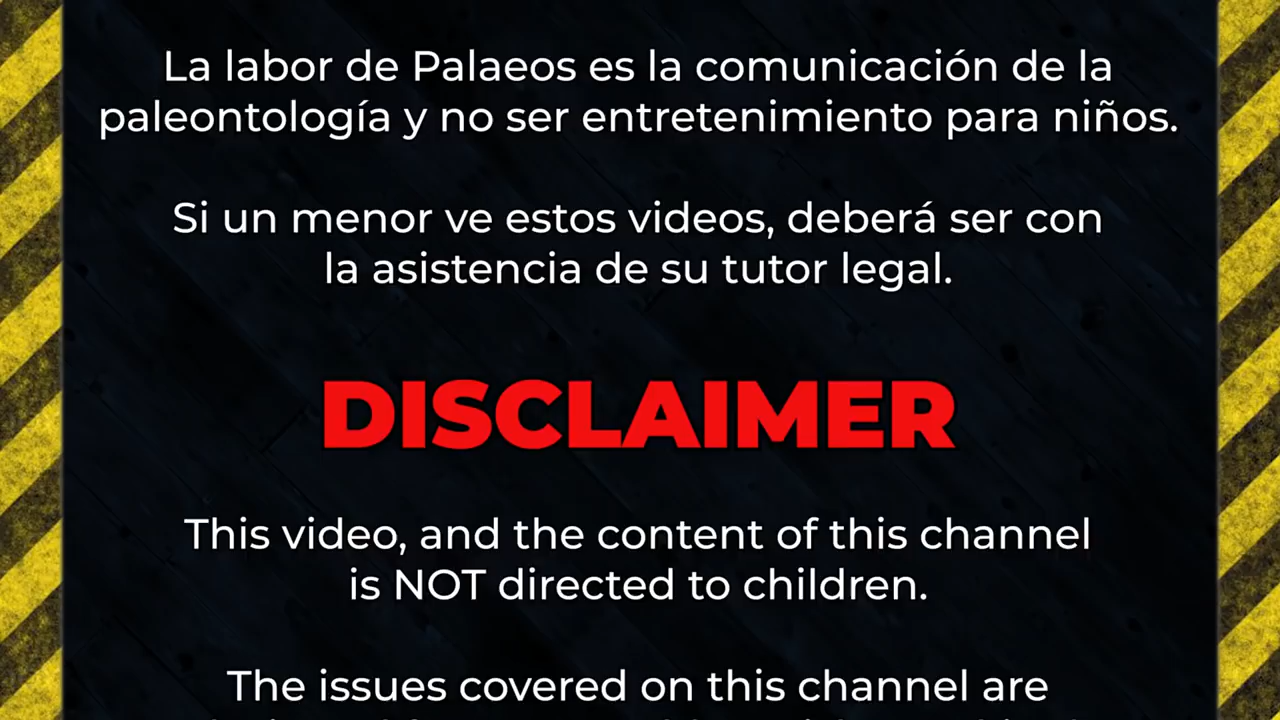 La labor de Palaeos es la comunicación de la
paleontología y no ser entretenimiento para niños.
Si un menor ve estos videos, deberá ser con
la asistencia de su tutor legal.
DISCLAIMER
This video, and the content of this channel
is NOT directed to children.
The issues covered on this channel are